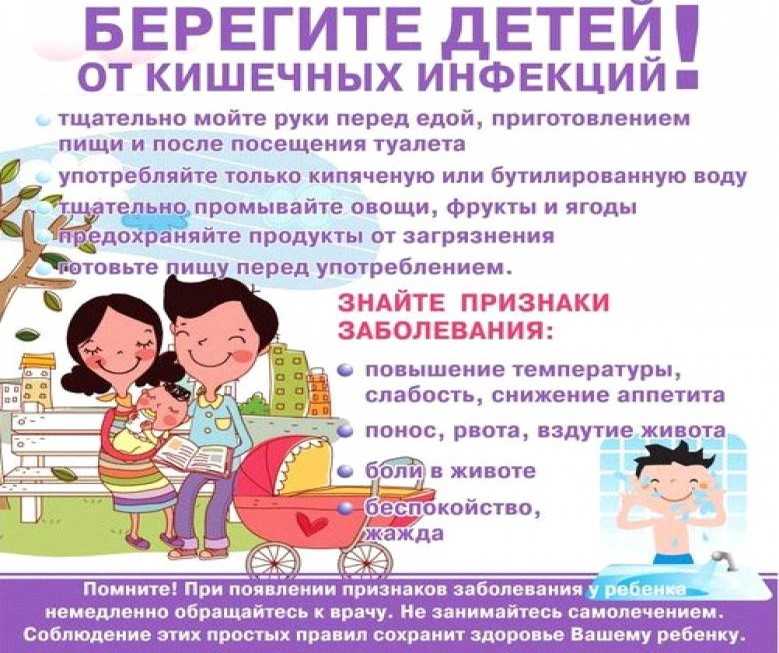 БЕРЕГИТЕ ДЕТЕЙ!
ОТ КИШЕЧНЫХ ИНФЕКЦИЙ
тщательно мойте руки перед едой, приготовлением
пищи и после посещения туалета
употребляйте только кипяченую или бутилированную воду
тщательно промывайте овощи, фрукты и ягоды
предохраняйте продукты от загрязнения
готовьте пищу перед употреблением.
ЗНАЙТЕ ПРИЗНАКИ
ЗАБОЛЕВАНИЯ:
повышение температуры,
слабость, снижение аппетита
понос, рвота, вздутие живота
боли в животе
беспокойство,
жажда
Помните! При появлении признаков заболевания у ребенка
немедленно обращайтесь к врачу. Не занимайтесь самолечением.
Соблюдение этих простых правил сохранит здоровье Вашему ребенку.